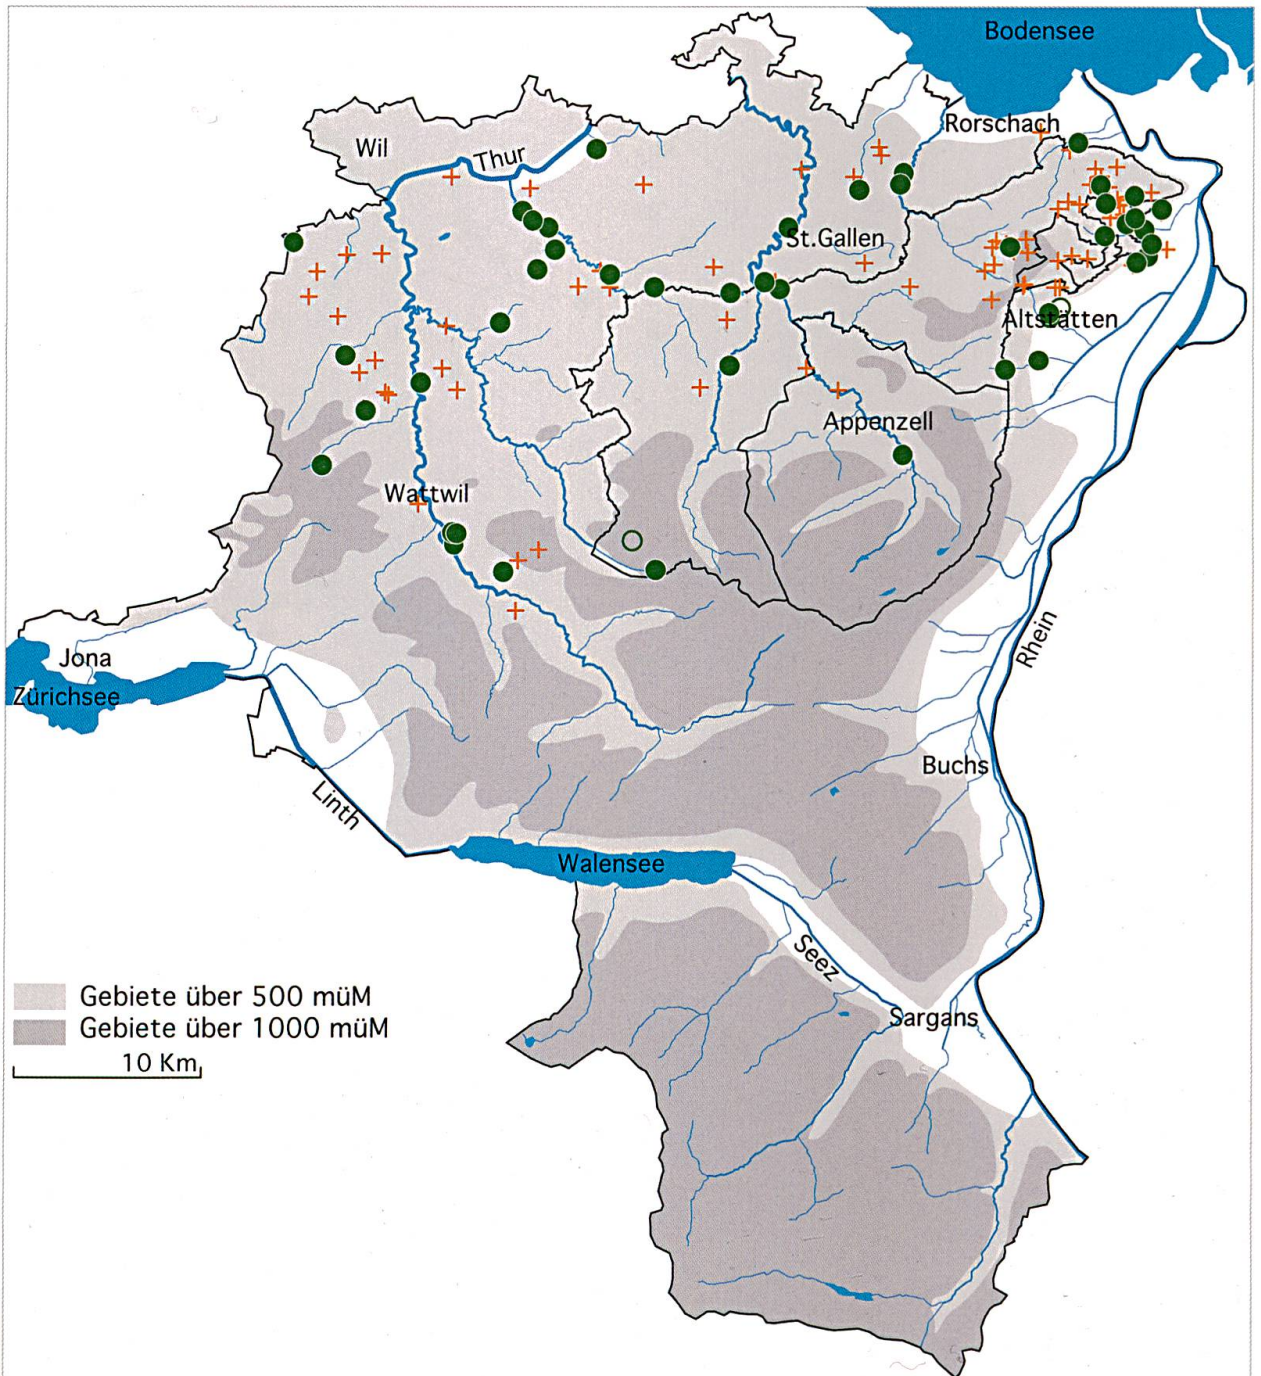 Bodensee
Rorschach
Wil
Thur
St.Gallen
Altstätten
Appenzell
Wattwil
Rhein
Jona
Zürichsee
Buchs
Linth
Walensee
Seez
Gebiete über 500 müM
Sargans
Gebiete über 1000 müM
10 Km